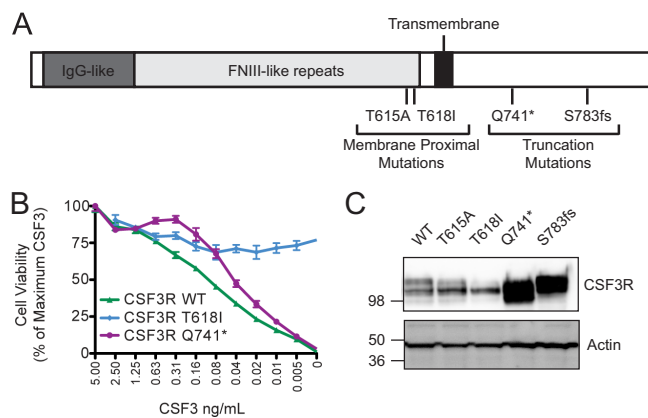 A
Transmembrane
IgG-like
FNIII-like repeats
T615A
T618I
Q741*
S783fs
Membrane Proximal
Mutations
Truncation
Mutations
B
Cell Viability
(% of Maximum CSF3)
100
75
50
25
0
CSF3R WT
CSF3R T618I
CSF3R Q741*
5.00
2.50
1.25
0.63
0.31
0.16
0.08
0.04
0.02
0.01
0.005
0
CSF3 ng/mL
C
WT
T615A
T618I
Q741*
S783fs
98
CSF3R
50
36
Actin